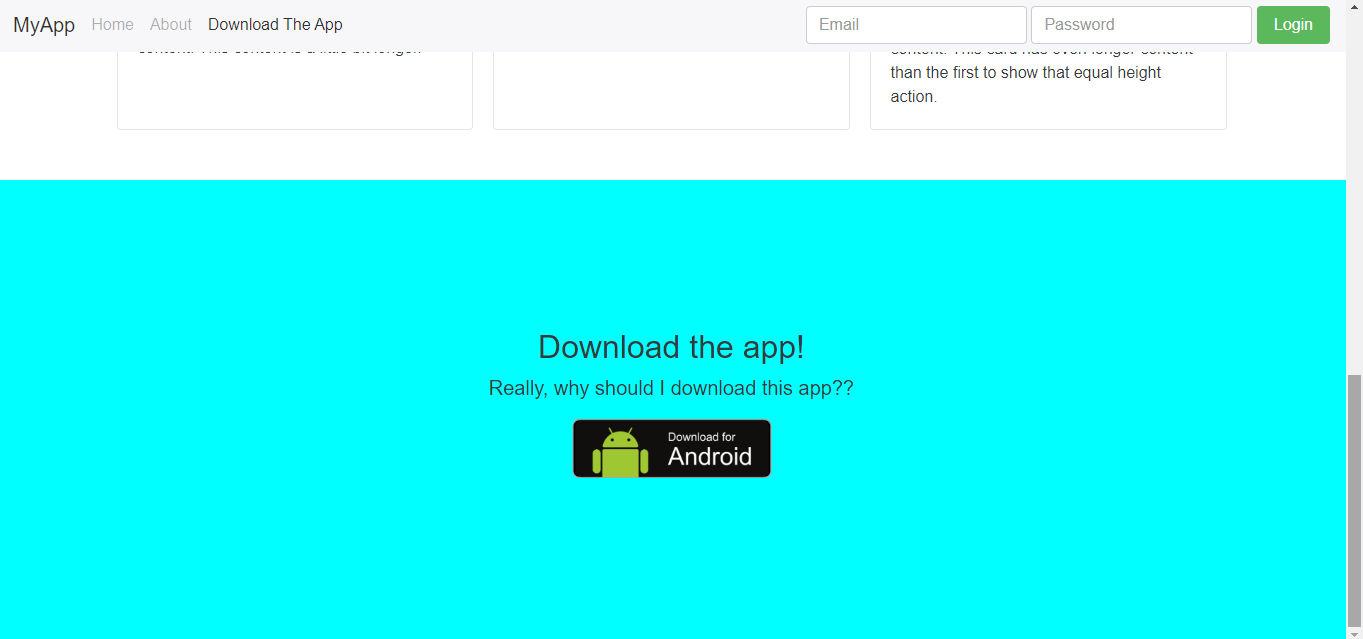 MyApp Home About Download The App Email Password Login
content. This content is a little bit longer.
content. This card has even longer content
than the first to show that equal height
action.
Download the app!
Really, why should I download this app??
Download for
Android